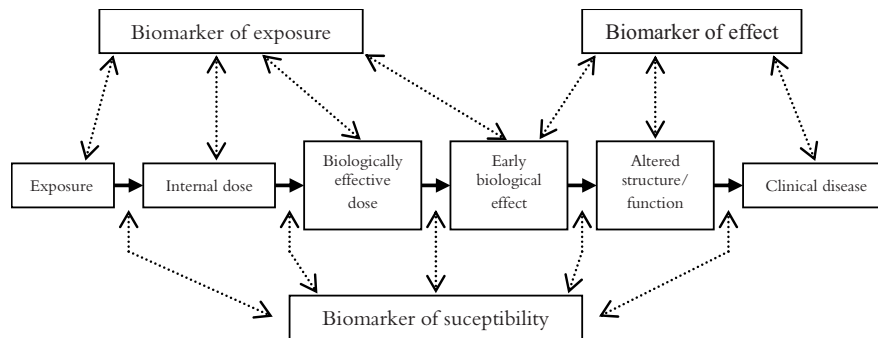 Biomarker of exposure
Biomarker of effect
Exposure
Internal dose
Biologically
effective
dose
Early
biological
effect
Altered
structure/
function
Clinical disease
Biomarker of suceptibility